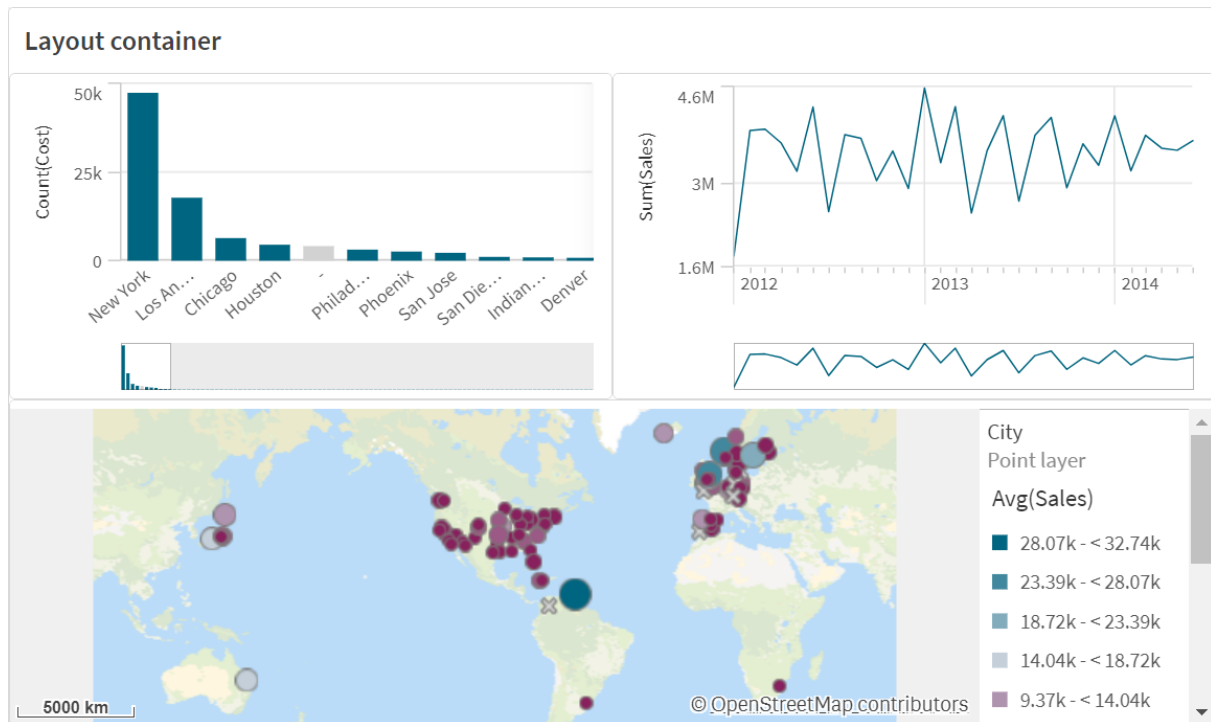 Layout container
Count(Cost)
50k
25k
0
New York
Los An...
Chicago
Houston
-
Philad...
Phoenix
San Jose
San Die...
Indian...
Denver
Sum(Sales)
4.6M
3M
1.6M
2012
2013
2014
5000 km
© OpenStreetMap contributors
City
Point layer
Avg(Sales)
28.07k - < 32.74k
23.39k - < 28.07k
18.72k - < 23.39k
14.04k - < 18.72k
9.37k - < 14.04k